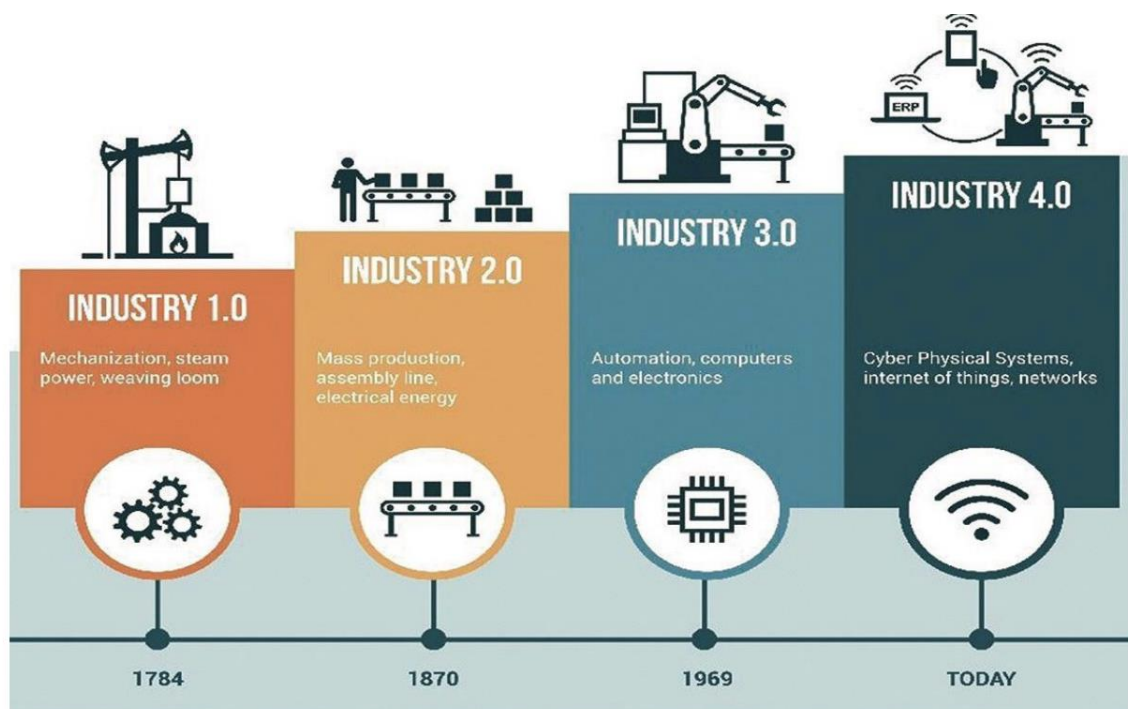 ERP
INDUSTRY 1.0
INDUSTRY 2.0
INDUSTRY 3.0
INDUSTRY 4.0
Mechanization, steam
power, weaving loom
Mass production,
assembly line,
electrical energy
Automation, computers
and electronics
Cyber Physical Systems,
internet of things, networks
1784
1870
1969
TODAY